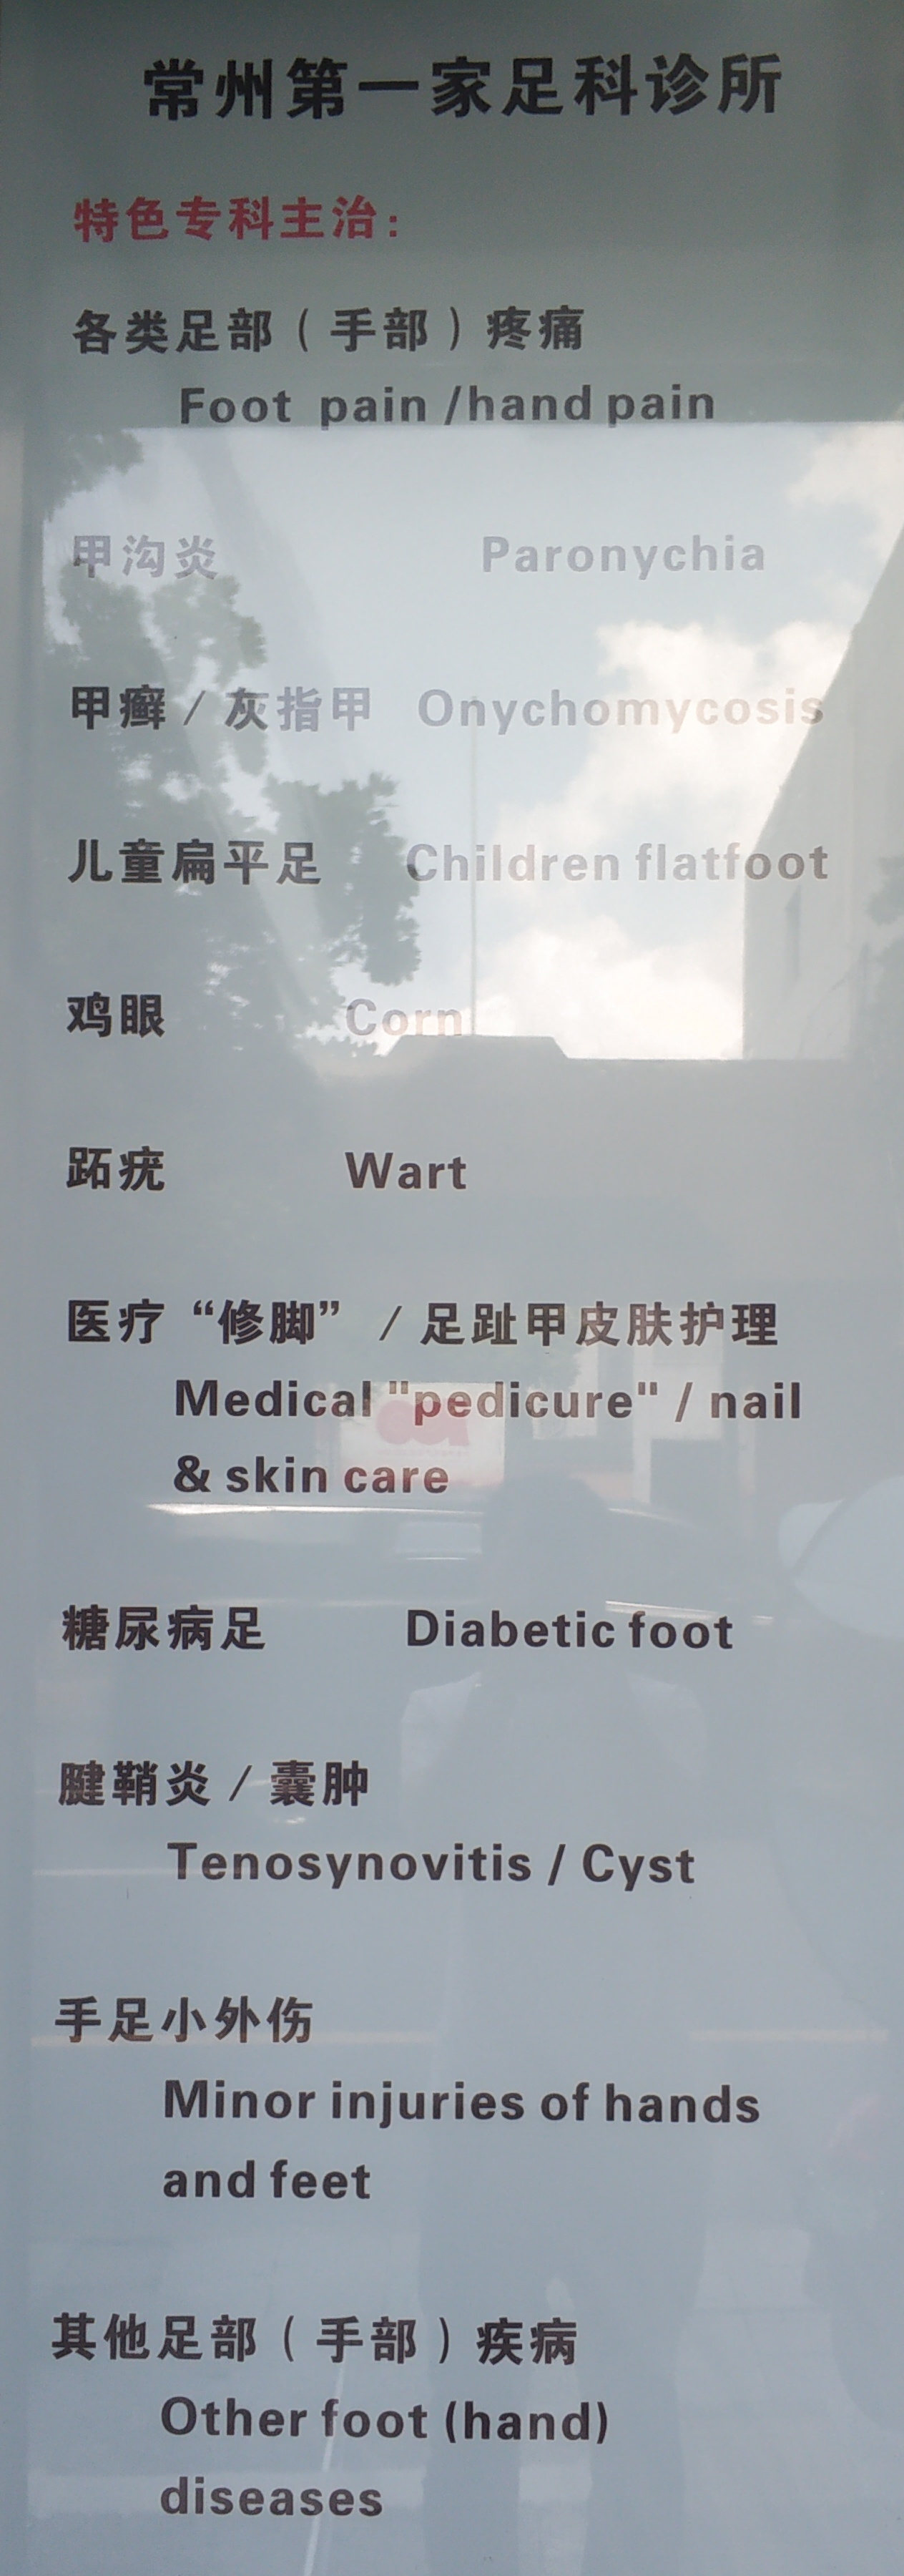 常州第一家足科诊所
特色专科主治：
各类足部（手部）疼痛
Foot pain /hand pain
甲沟炎 Paronychia
甲癣 / 灰指甲 Onychomycosis
儿童扁平足 Children flatfoot
鸡眼 Corn
跖疣 Wart
医疗“修脚” / 足趾甲皮肤护理
Medical "pedicure" / nail
& skin care
糖尿病足 Diabetic foot
腱鞘炎 / 囊肿
Tenosynovitis / Cyst
手足小外伤
Minor injuries of hands
and feet
其他足部（手部）疾病
Other foot (hand)
diseases